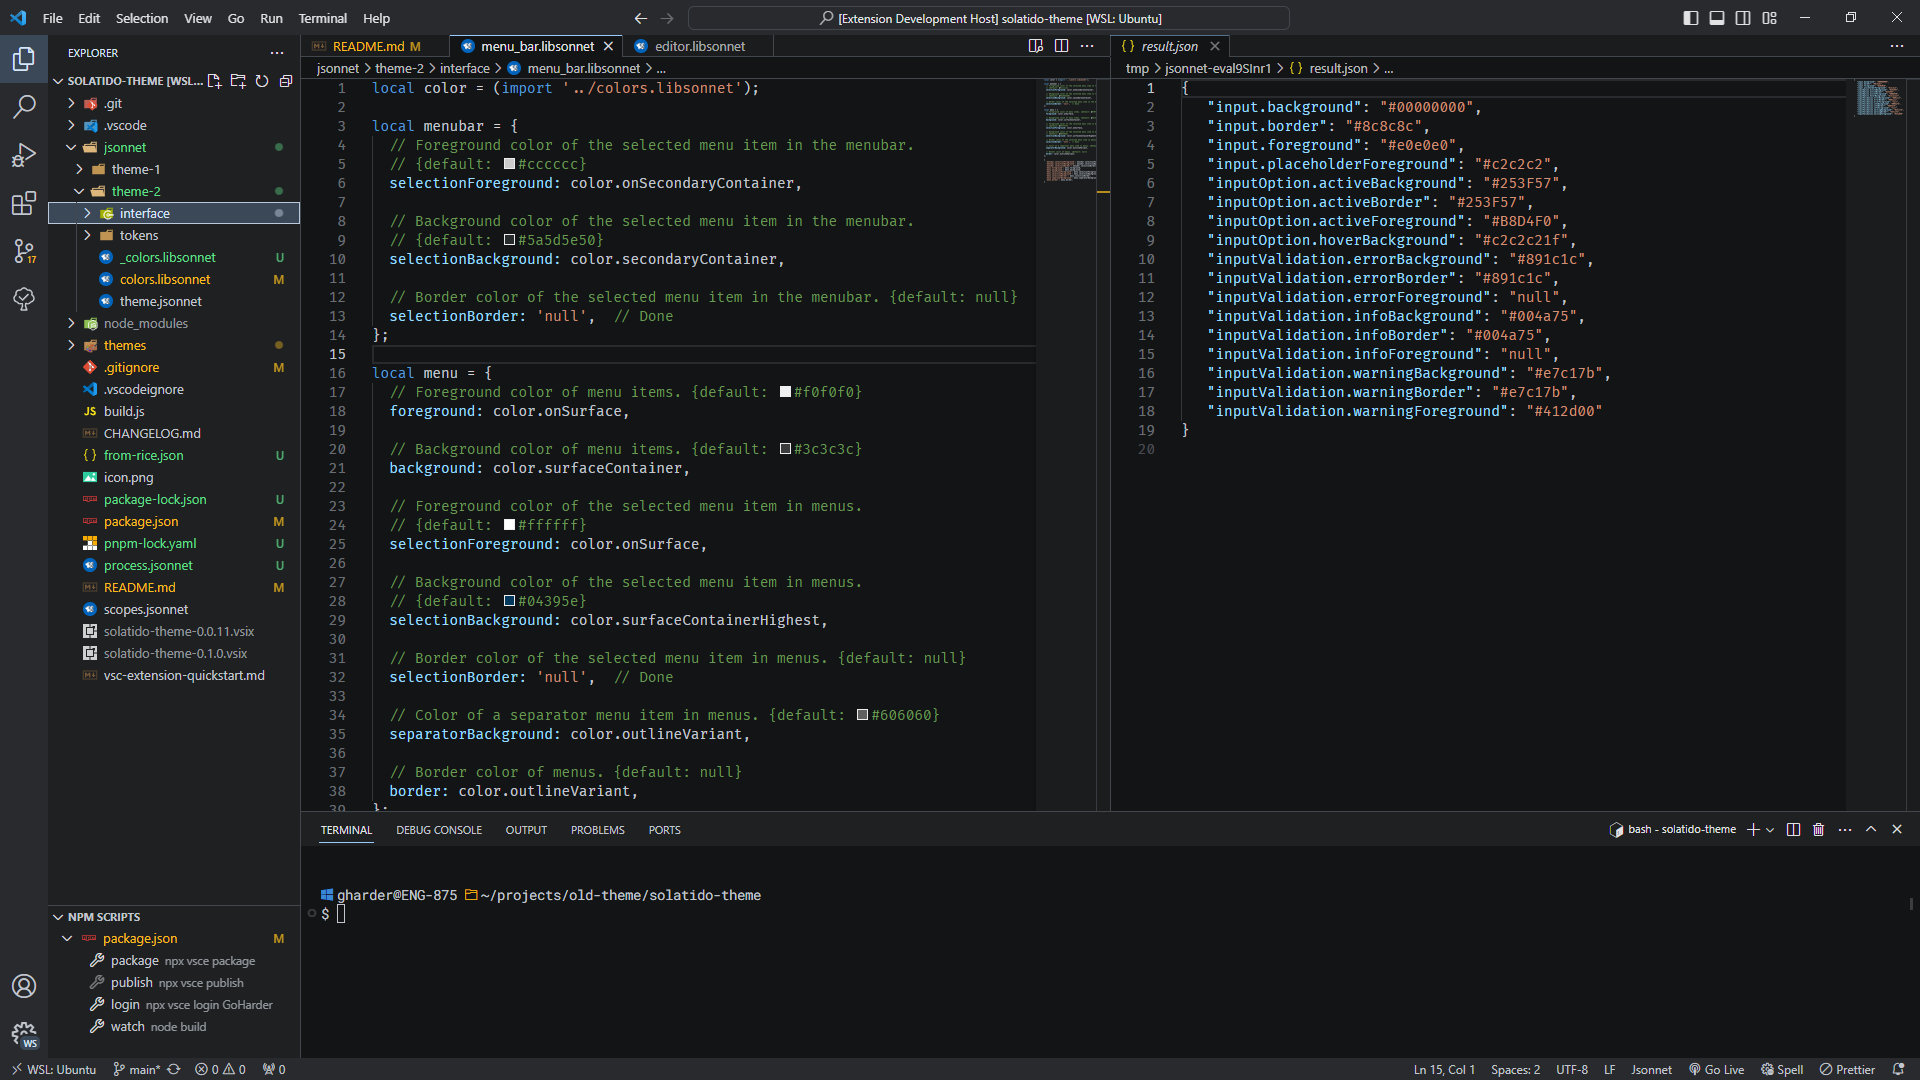 File Edit Selection View Go Run Terminal Help
[Extension Development Host] solatido-theme [WSL: Ubuntu]
EXPLORER
SOLATIDO-THEME [WSL...
.git
.vscode
jsonnet
theme-1
theme-2
interface
tokens
_colors.libsonnet U
colors.libsonnet M
theme.jsonnet
node_modules
themes
.gitignore M
.vscodeignore
JS build.js
CHANGELOG.md
{} from-rice.json U
icon.png
package-lock.json U
package.json M
pnpm-lock.yaml U
process.jsonnet U
README.md M
scopes.jsonnet
solatido-theme-0.0.11.vsix
solatido-theme-0.1.0.vsix
vsc-extension-quickstart.md
17
NPM SCRIPTS
package.json M
package npx vsce package
publish npx vsce publish
login npx vsce login GoHarder
watch node build
WS
README.md M
menu_bar.libsonnet
editor.libsonnet
jsonnet > theme-2 > interface > menu_bar.libsonnet > ...
1 local color = (import '../colors.libsonnet');
2
3 local menubar = {
4 // Foreground color of the selected menu item in the menubar.
5 // {default: #cccccc}
6 selectionForeground: color.onSecondaryContainer,
7
8 // Background color of the selected menu item in the menubar.
9 // {default: #5a5d5e50}
10 selectionBackground: color.secondaryContainer,
11
12 // Border color of the selected menu item in the menubar. {default: null}
13 selectionBorder: 'null', // Done
14 };
15
16 local menu = {
17 // Foreground color of menu items. {default: #f0f0f0}
18 foreground: color.onSurface,
19
20 // Background color of menu items. {default: #3c3c3c}
21 background: color.surfaceContainer,
22
23 // Foreground color of the selected menu item in menus.
24 // {default: #ffffff}
25 selectionForeground: color.onSurface,
26
27 // Background color of the selected menu item in menus.
28 // {default: #04395e}
29 selectionBackground: color.surfaceContainerHighest,
30
31 // Border color of the selected menu item in menus. {default: null}
32 selectionBorder: 'null', // Done
33
34 // Color of a separator menu item in menus. {default: #606060}
35 separatorBackground: color.outlineVariant,
36
37 // Border color of menus. {default: null}
38 border: color.outlineVariant,
39 };
{} result.json
tmp > jsonnet-eval9SInr1 > {} result.json > ...
1 {
2 "input.background": "#00000000",
3 "input.border": "#8c8c8c",
4 "input.foreground": "#e0e0e0",
5 "input.placeholderForeground": "#c2c2c2",
6 "inputOption.activeBackground": "#253F57",
7 "inputOption.activeBorder": "#253F57",
8 "inputOption.activeForeground": "#B8D4F0",
9 "inputOption.hoverBackground": "#c2c2c21f",
10 "inputValidation.errorBackground": "#891c1c",
11 "inputValidation.errorBorder": "#891c1c",
12 "inputValidation.errorForeground": "null",
13 "inputValidation.infoBackground": "#004a75",
14 "inputValidation.infoBorder": "#004a75",
15 "inputValidation.infoForeground": "null",
16 "inputValidation.warningBackground": "#e7c17b",
17 "inputValidation.warningBorder": "#e7c17b",
18 "inputValidation.warningForeground": "#412d00"
19 }
20
TERMINAL DEBUG CONSOLE OUTPUT PROBLEMS PORTS
bash - solatido-theme
gharder@ENG-875 ~/projects/old-theme/solatido-theme
$
WSL: Ubuntu main* 0 0 0
Ln 15, Col 1 Spaces: 2 UTF-8 LF Jsonnet Go Live Spell Prettier